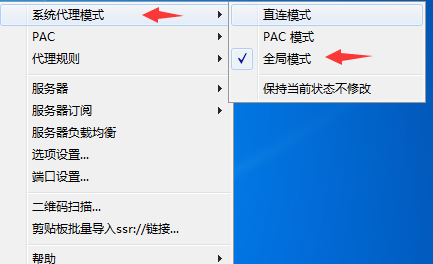 系统代理模式
PAC
代理规则
服务器
服务器订阅
服务器负载均衡
选项设置...
端口设置...
二维码扫描...
剪贴板批量导入ssr://链接...
帮助
直连模式
PAC 模式
全局模式
保持当前状态不修改